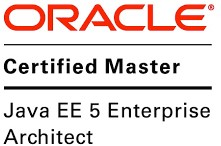 ORACLE®
Certified Master
Java EE 5 Enterprise
Architect